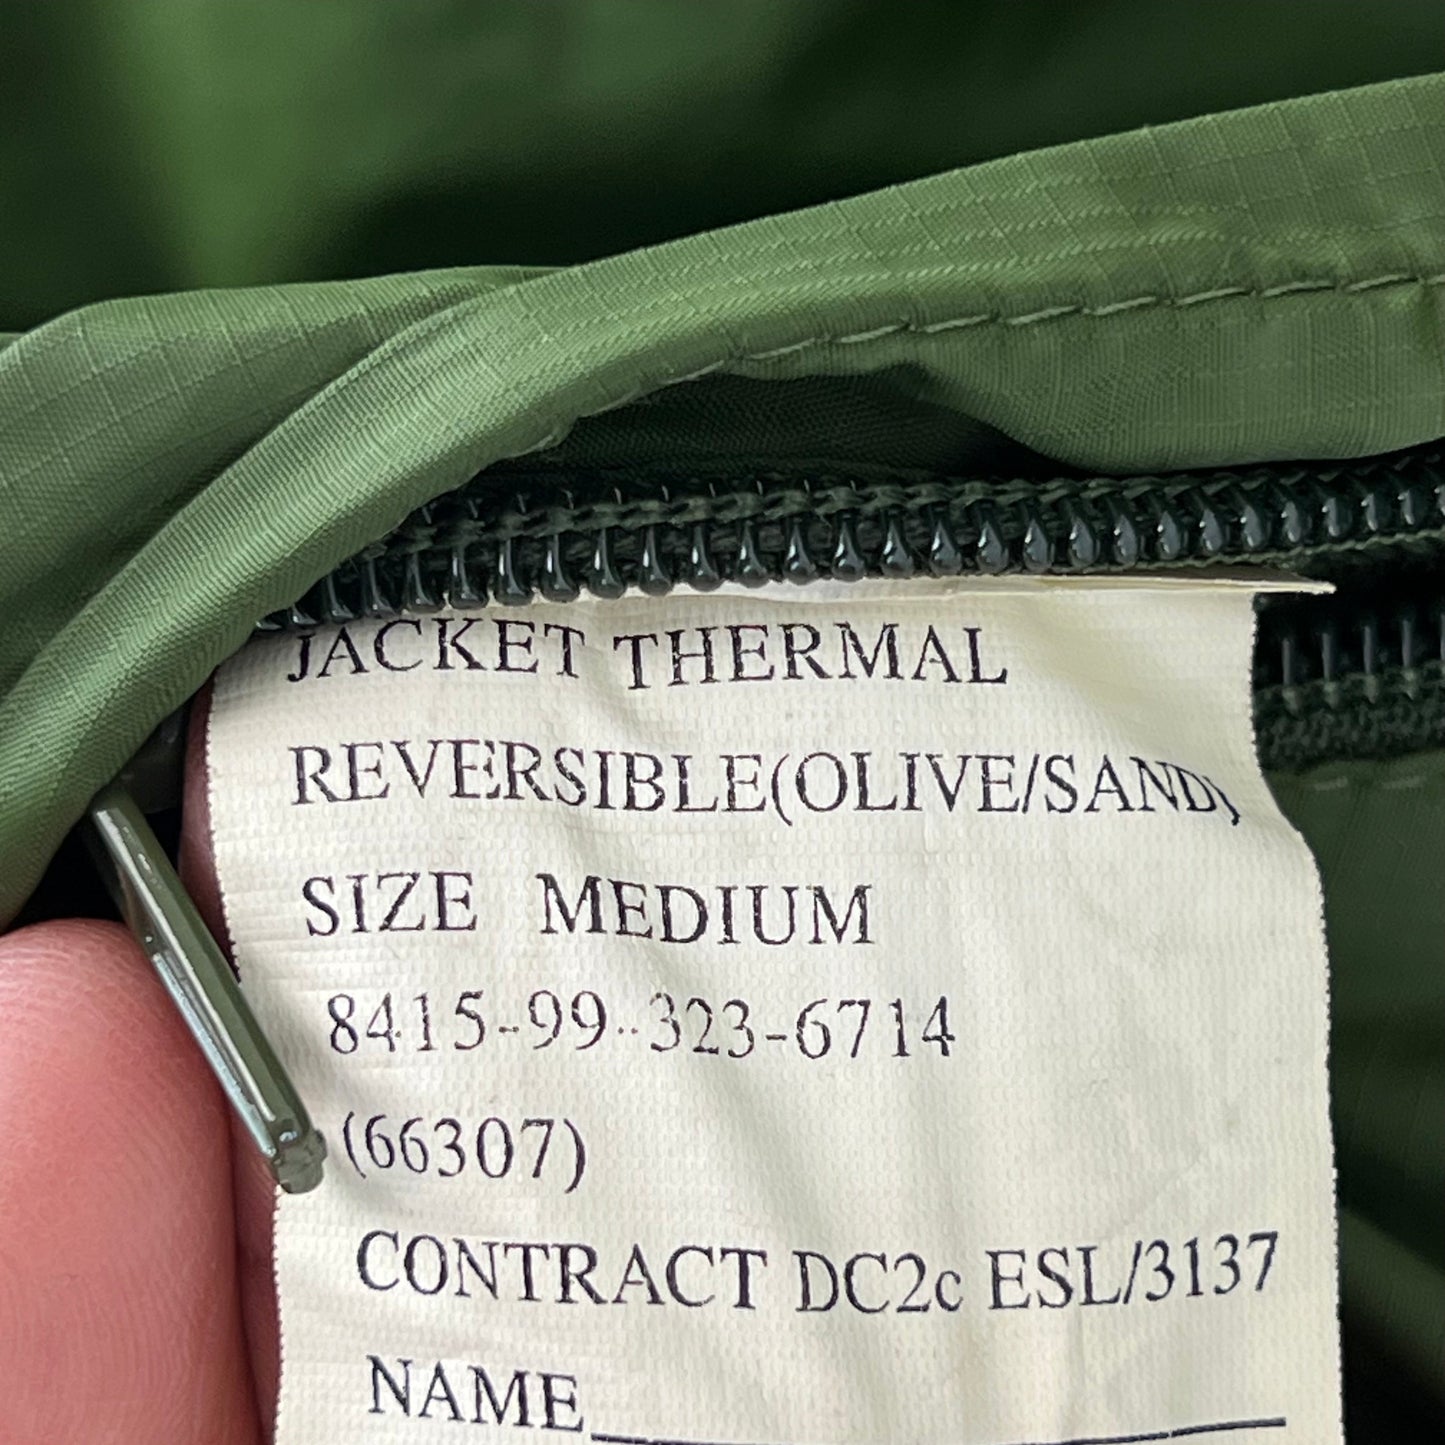 JACKET THERMAL
REVERSIBLE(OLIVE/SAND)
SIZE MEDIUM
8415-99-323-6714
(66307)
CONTRACT DC2c ESL/3137
NAME